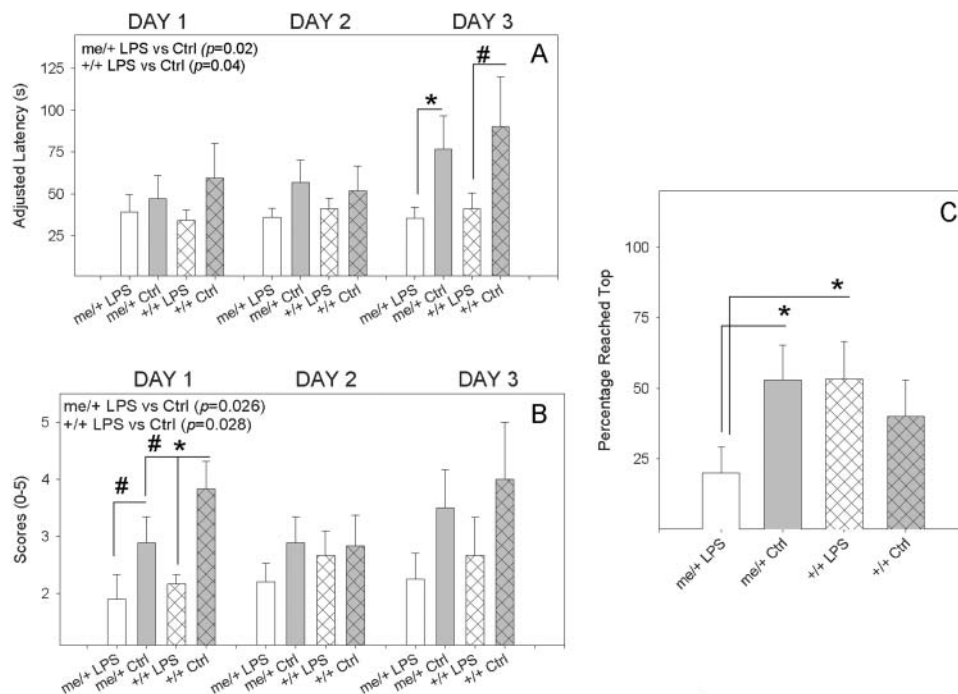 DAY 1 DAY 2 DAY 3
me/+ LPS vs Ctrl (p=0.02)
+/+ LPS vs Ctrl (p=0.04)
A
#
*
125
100
75
50
25
Adjusted Latency (s)
me/+ LPS me/+ Ctrl +/+ LPS +/+ Ctrl me/+ LPS me/+ Ctrl +/+ LPS +/+ Ctrl me/+ LPS me/+ Ctrl +/+ LPS +/+ Ctrl
DAY 1 DAY 2 DAY 3
me/+ LPS vs Ctrl (p=0.026)
+/+ LPS vs Ctrl (p=0.028)
B
# *
#
5
4
3
2
Scores (0-5)
me/+ LPS me/+ Ctrl +/+ LPS +/+ Ctrl me/+ LPS me/+ Ctrl +/+ LPS +/+ Ctrl me/+ LPS me/+ Ctrl +/+ LPS +/+ Ctrl
C
100
75
50
25
*
*
Percentage Reached Top
me/+ LPS me/+ Ctrl +/+ LPS +/+ Ctrl